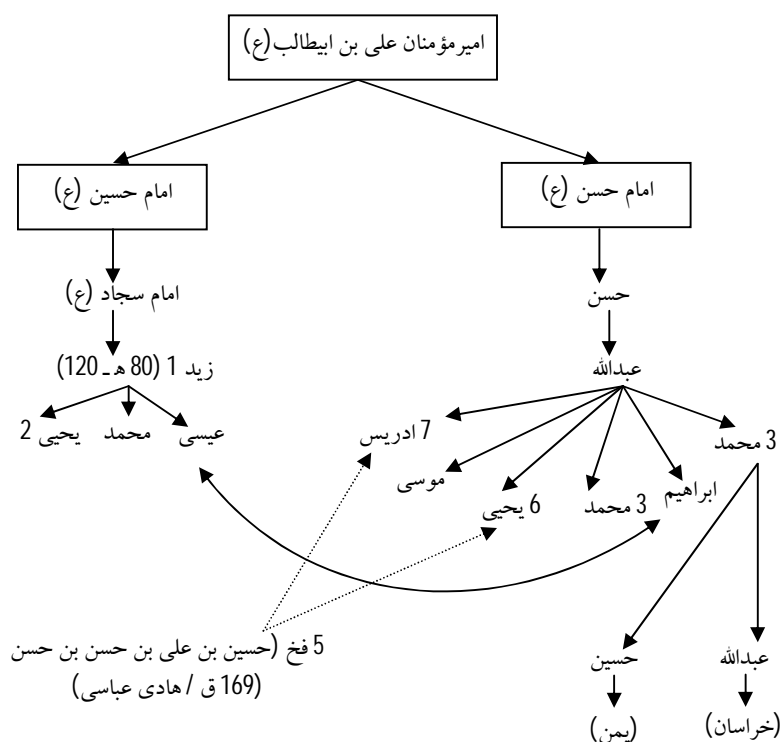 امیرمؤمنان علی بن ابیطالب (ع)
امام حسن (ع)
امام حسین (ع)
حسن
امام سجاد (ع)
عبدالله
زید 1 (80 ه ـ 120)
3 محمد
ابراهیم
3 محمد
6 یحیی
موسی
7 ادریس
عیسی
محمد
یحیی 2
5 فخ (حسین بن علی بن حسن بن حسن
(169 ق / هادی عباسی)
عبدالله
حسین
(خراسان)
(یمن)